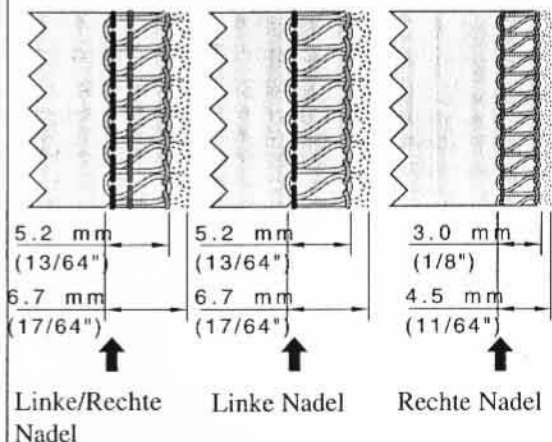 5.2 mm
(13/64")
6.7 mm
(17/64")
5.2 mm
(13/64")
6.7 mm
(17/64")
3.0 mm
(1/8")
4.5 mm
(11/64")
Linke/Rechte
Nadel
Linke Nadel
Rechte Nadel